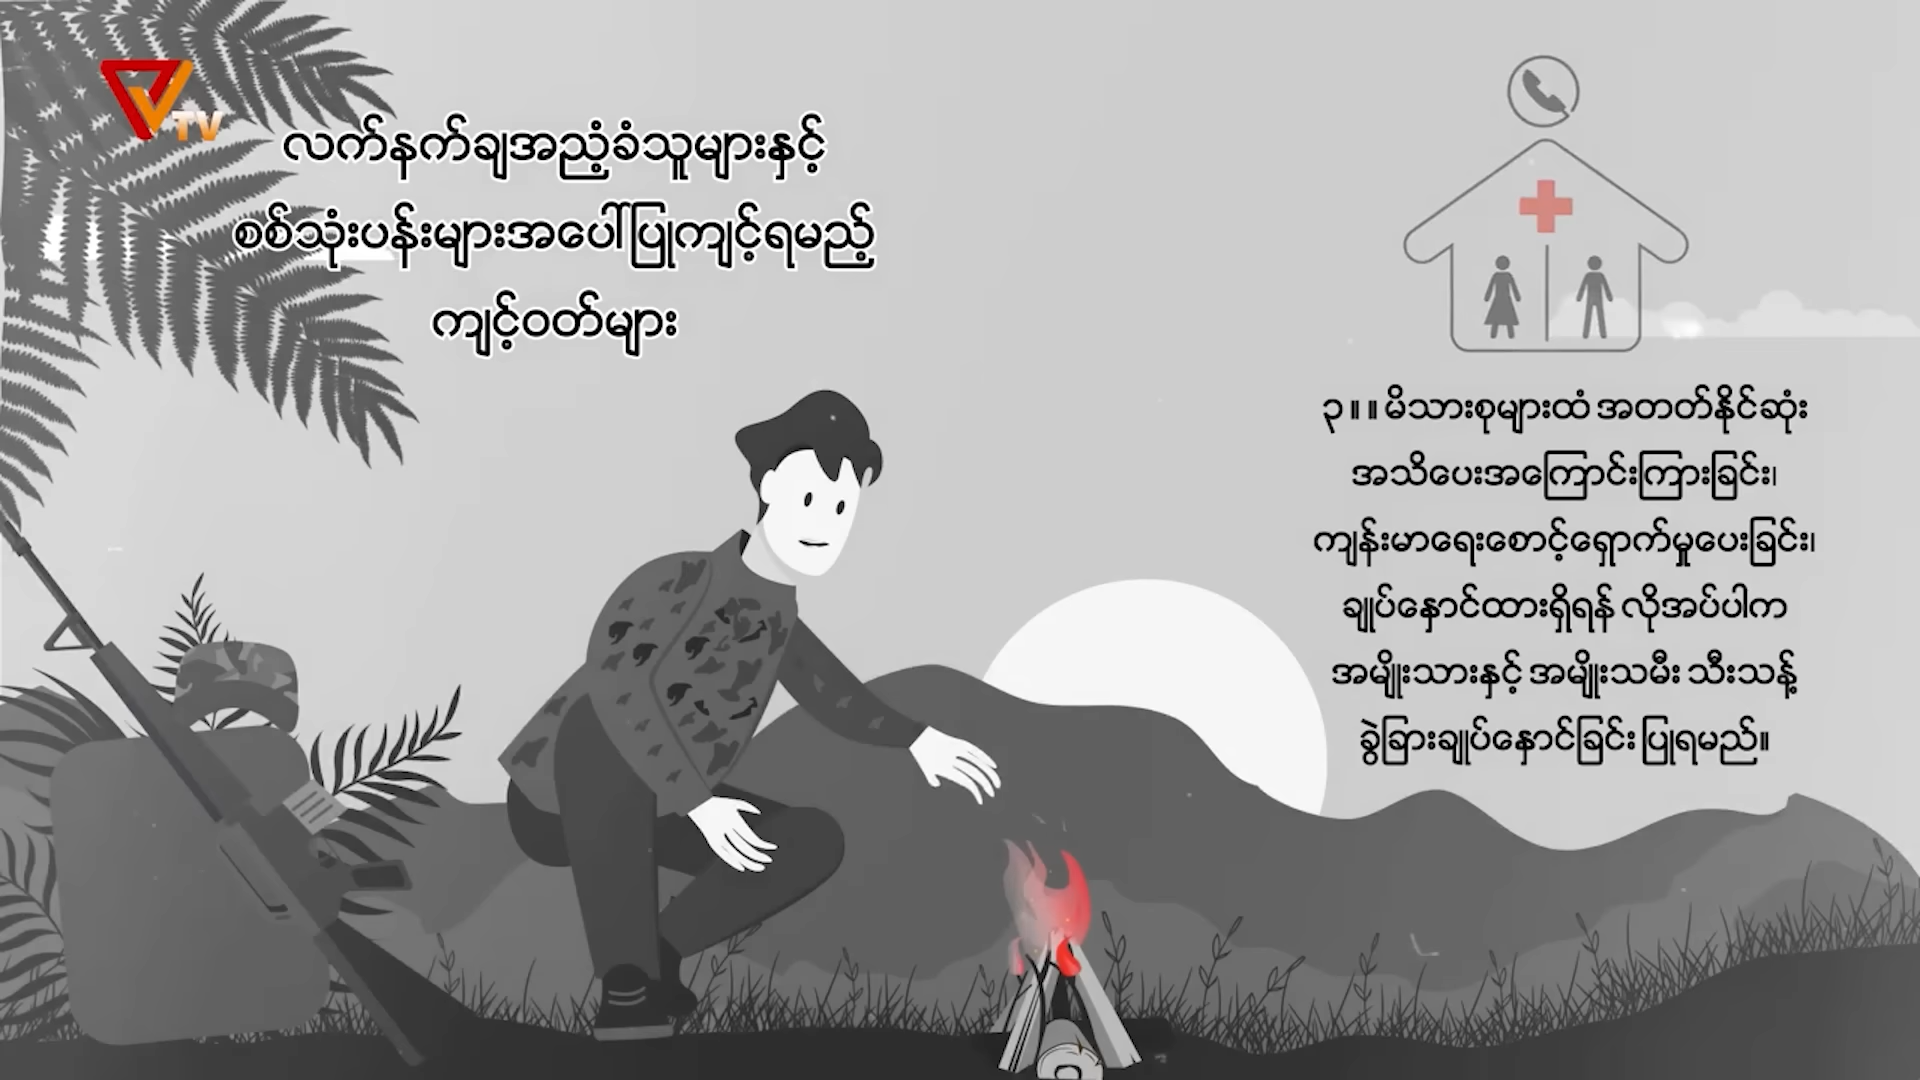 TV
လက်နက်ချအညံ့ခံသူများနှင့်
စစ်သုံးပန်းများအပေါ်ပြုကျင့်ရမည့်
ကျင့်ဝတ်များ
၃။ ။ မိသားစုများထံ အတတ်နိုင်ဆုံး
အသိပေးအကြောင်းကြားခြင်း၊
ကျန်းမာရေးစောင့်ရှောက်မှုပေးခြင်း၊
ချုပ်နှောင်ထားရှိရန် လိုအပ်ပါက
အမျိုးသားနှင့် အမျိုးသမီး သီးသန့်
ခွဲခြားချုပ်နှောင်ခြင်း ပြုရမည်။